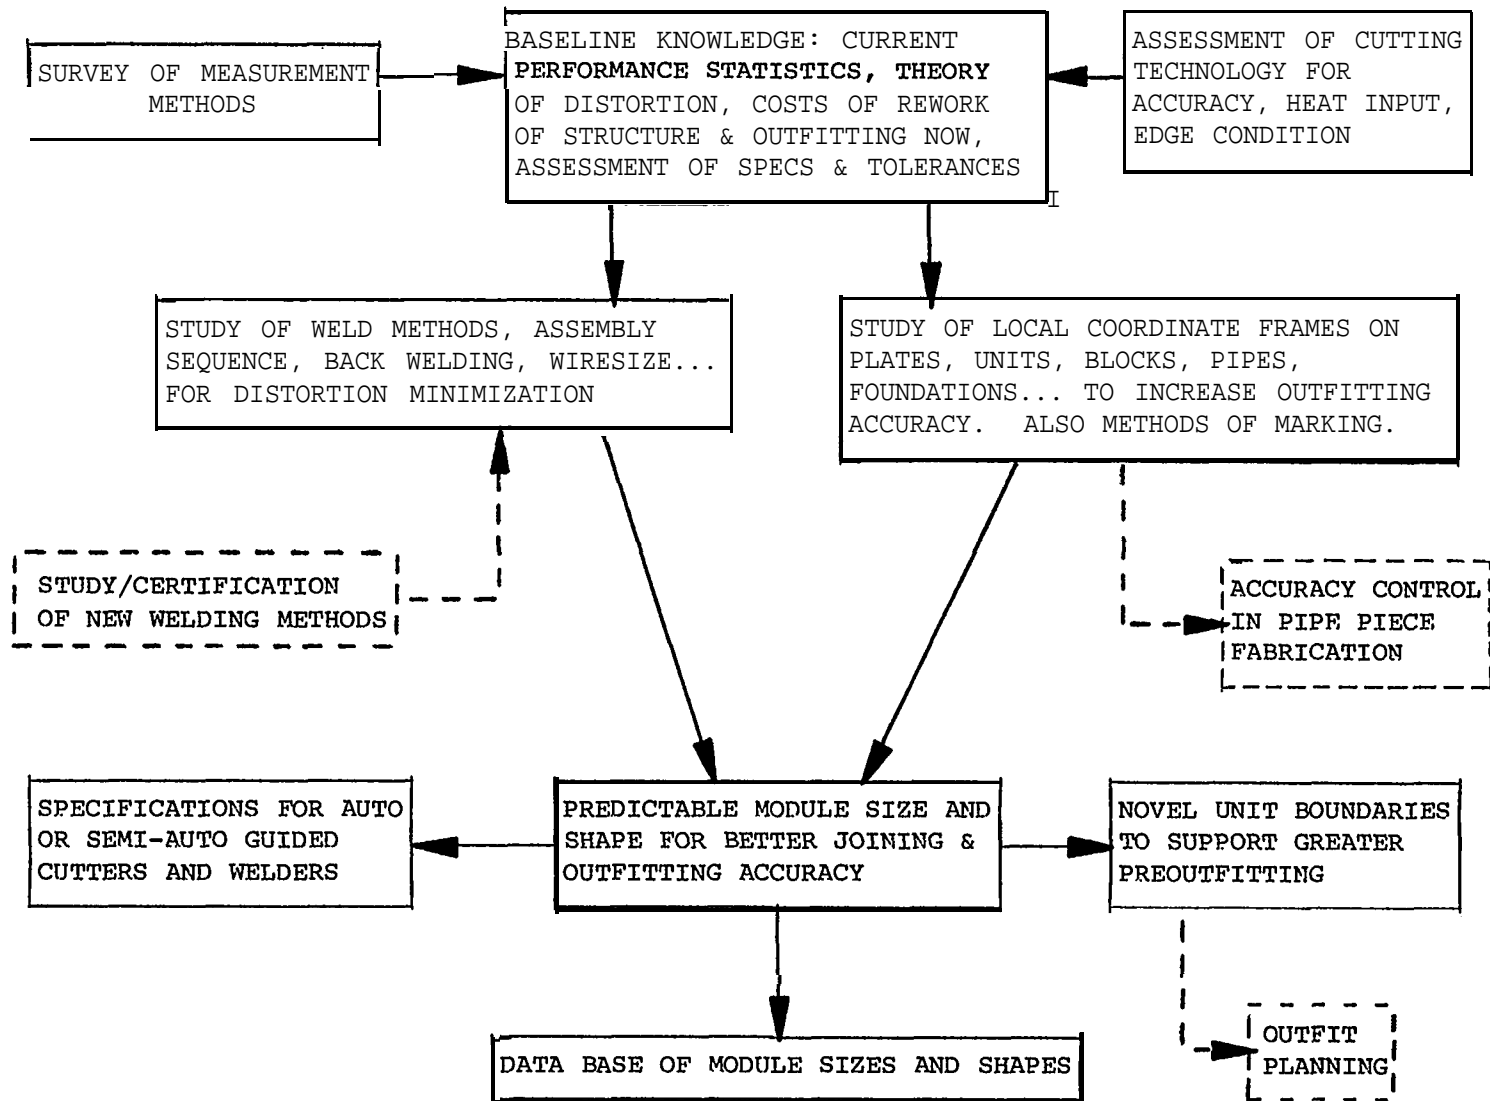 SURVEY OF MEASUREMENT
METHODS
BASELINE KNOWLEDGE: CURRENT
PERFORMANCE STATISTICS, THEORY
OF DISTORTION, COSTS OF REWORK
OF STRUCTURE & OUTFITTING NOW,
ASSESSMENT OF SPECS & TOLERANCES
ASSESSMENT OF CUTTING
TECHNOLOGY FOR
ACCURACY, HEAT INPUT,
EDGE CONDITION
STUDY OF WELD METHODS, ASSEMBLY
SEQUENCE, BACK WELDING, WIRESIZE...
FOR DISTORTION MINIMIZATION
STUDY OF LOCAL COORDINATE FRAMES ON
PLATES, UNITS, BLOCKS, PIPES,
FOUNDATIONS... TO INCREASE OUTFITTING
ACCURACY. ALSO METHODS OF MARKING.
STUDY/CERTIFICATION
OF NEW WELDING METHODS
ACCURACY CONTROL
IN PIPE PIECE
FABRICATION
SPECIFICATIONS FOR AUTO
OR SEMI-AUTO GUIDED
CUTTERS AND WELDERS
PREDICTABLE MODULE SIZE AND
SHAPE FOR BETTER JOINING &
OUTFITTING ACCURACY
NOVEL UNIT BOUNDARIES
TO SUPPORT GREATER
PREOUTFITTING
DATA BASE OF MODULE SIZES AND SHAPES
OUTFIT
PLANNING